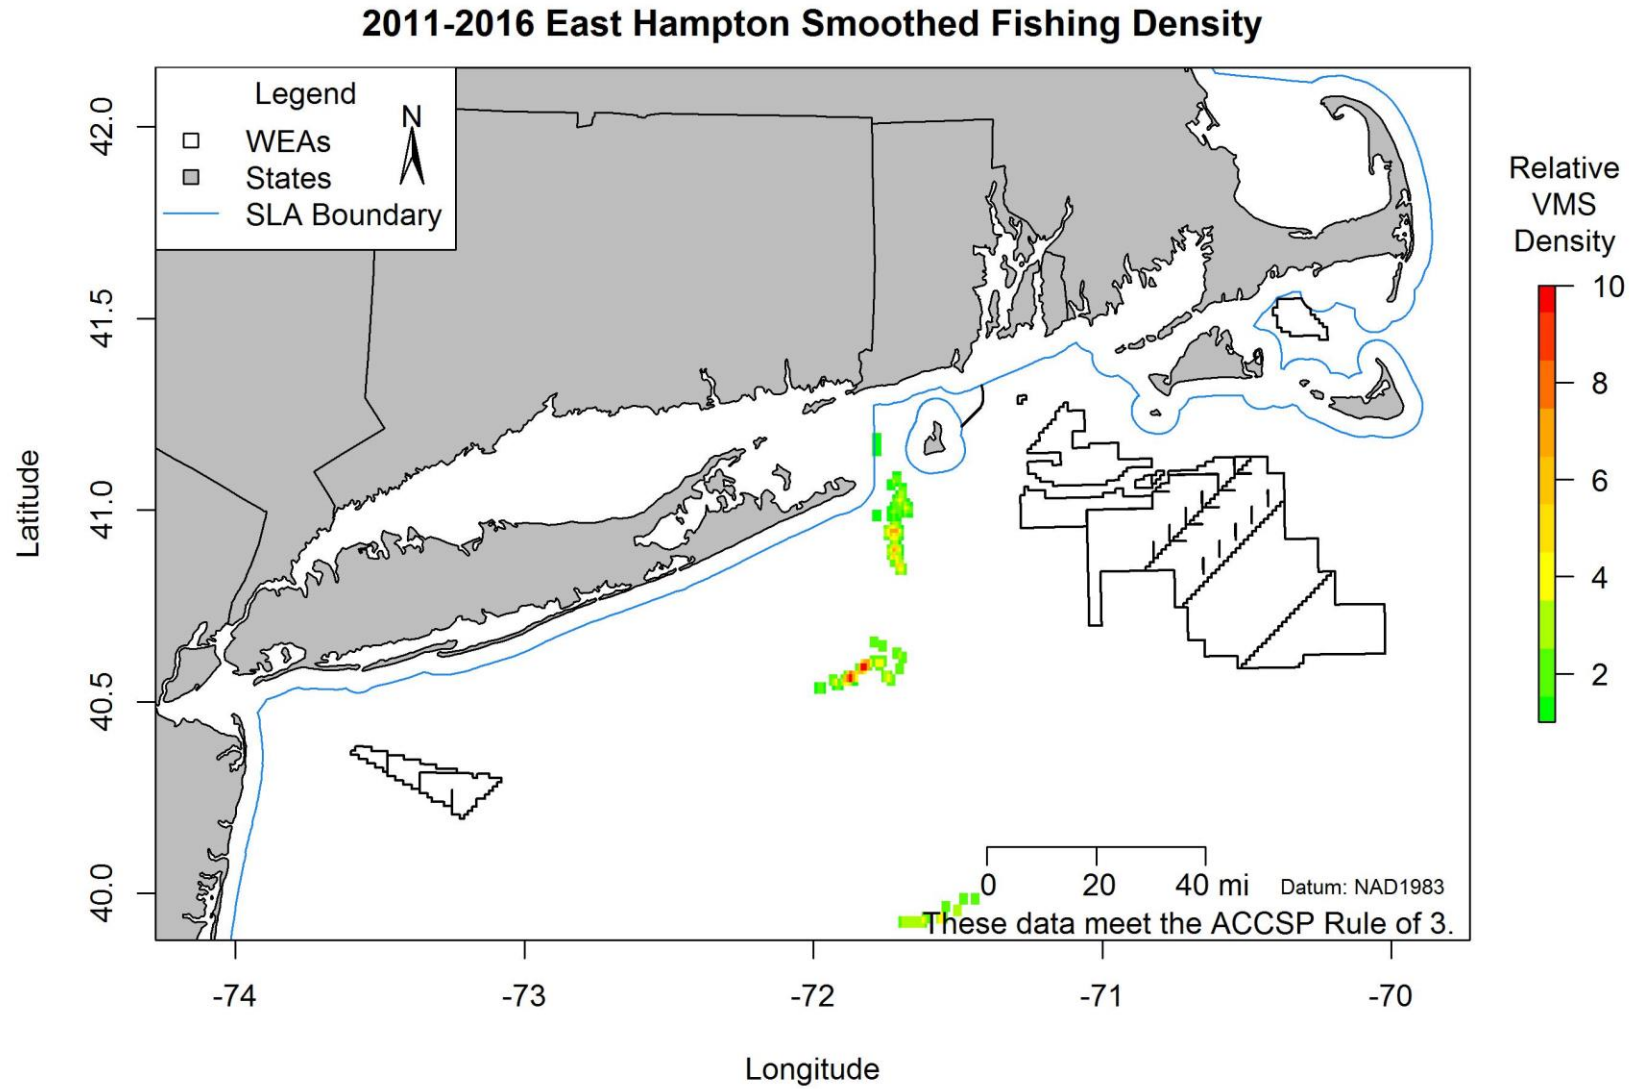 2011-2016 East Hampton Smoothed Fishing Density
Legend
N
WEAs
States
SLA Boundary
Latitude
42.0
41.5
41.0
40.5
40.0
Relative
VMS
Density
10
8
6
4
2
0
20
40 mi
Datum: NAD1983
These data meet the ACCSP Rule of 3.
-74
-73
-72
-71
-70
Longitude